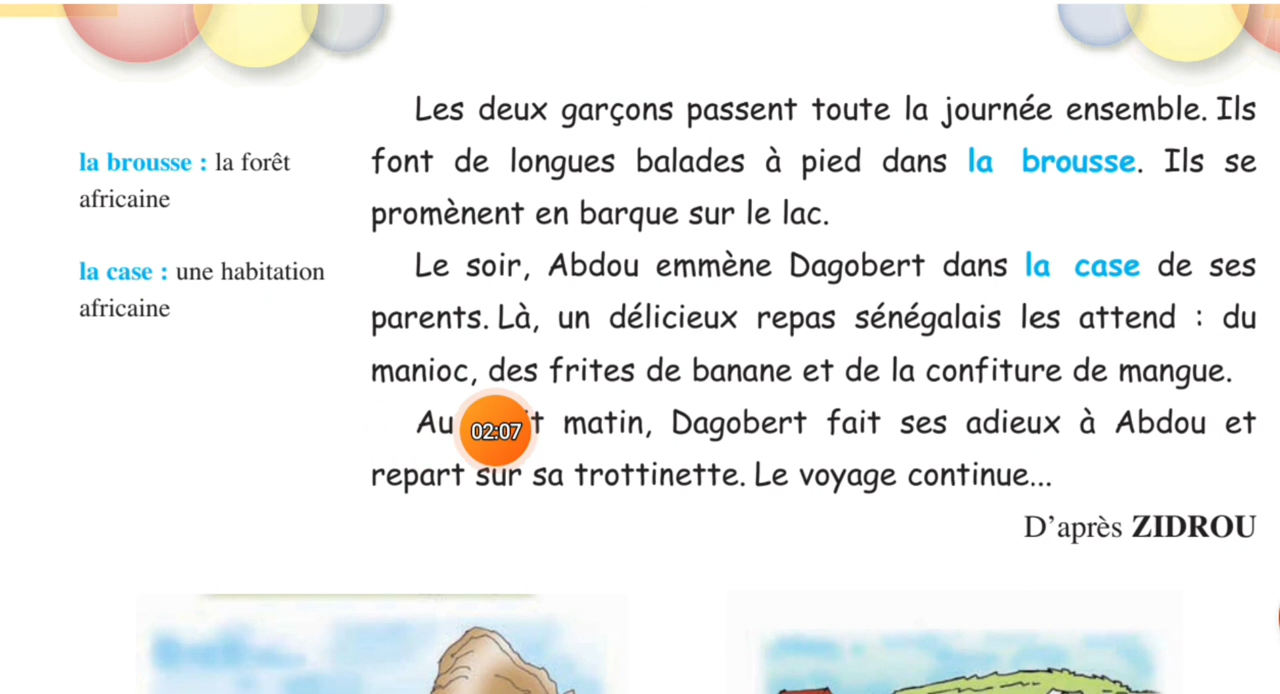 Les deux garçons passent toute la journée ensemble. Ils
font de longues balades à pied dans la brousse. Ils se
promènent en barque sur le lac.
Le soir, Abdou emmène Dagobert dans la case de ses
parents. Là, un délicieux repas sénégalais les attend : du
manioc, des frites de banane et de la confiture de mangue.
Au matin, Dagobert fait ses adieux à Abdou et
repart sur sa trottinette. Le voyage continue...
D'après ZIDROU
la brousse : la forêt
africaine
la case : une habitation
africaine
02:07